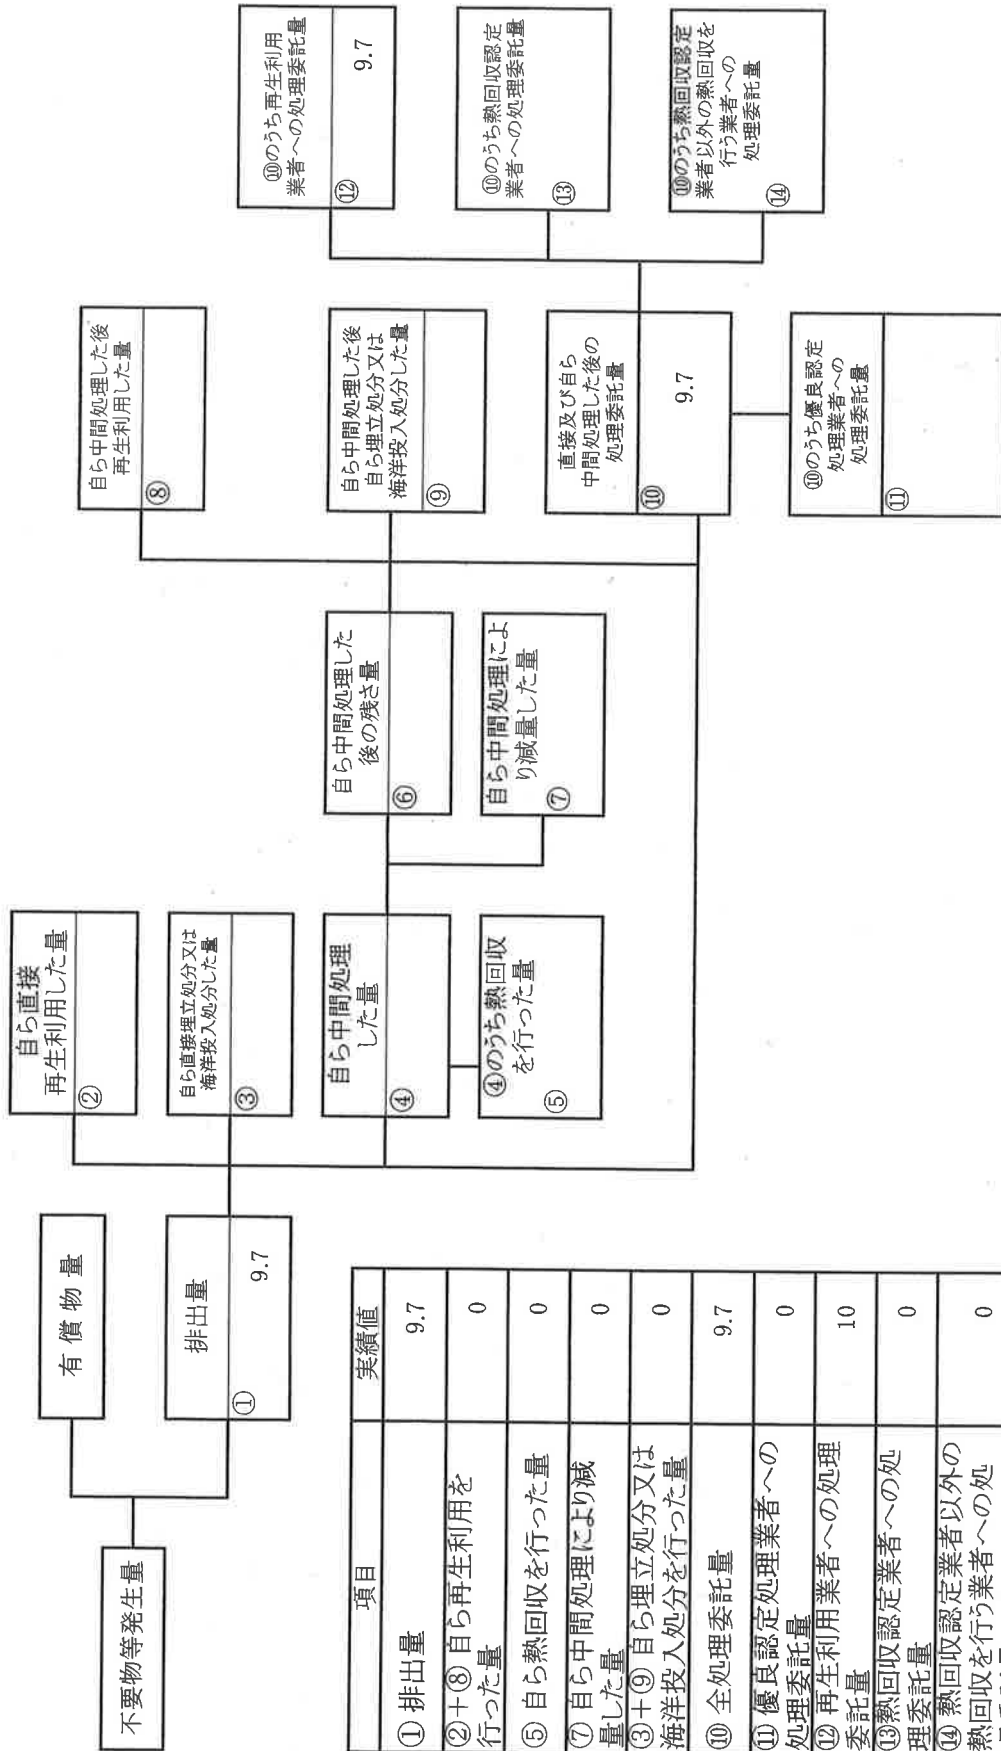 不要物等発生量
有償物量
排出量
①
9.7
自ら直接
再生利用した量
②
自ら直接埋立処分又は
海洋投入処分した量
③
自ら中間処理
した量
④
④のうち熱回収
を行った量
⑤
自ら中間処理した
後の残さ量
⑥
自ら中間処理によ
り減量した量
⑦
自ら中間処理した後
再生利用した量
⑧
自ら中間処理した後
自ら埋立処分又は
海洋投入処分した量
⑨
直接及び自ら
中間処理した後の
処理委託量
⑩
9.7
⑩のうち優良認定
処理業者への
処理委託量
⑪
⑩のうち再生利用
業者への処理委託量
⑫
9.7
⑩のうち熱回収認定
業者への処理委託量
⑬
⑩のうち熱回収認定
業者以外の熱回収を
行う業者への
処理委託量
⑭
項目 実績値
①排出量 9.7
②+⑧自ら再生利用を
行った量 0
⑤自ら熱回収を行った量 0
⑦自ら中間処理により減
量した量 0
③+⑨自ら埋立処分又は
海洋投入処分を行った量 0
⑩全処理委託量 9.7
⑪優良認定処理業者への
処理委託量 0
⑫再生利用業者への処理
委託量 10
⑬熱回収認定業者への処
理委託量 0
⑭熱回収認定業者以外の
熱回収を行う業者への処 0